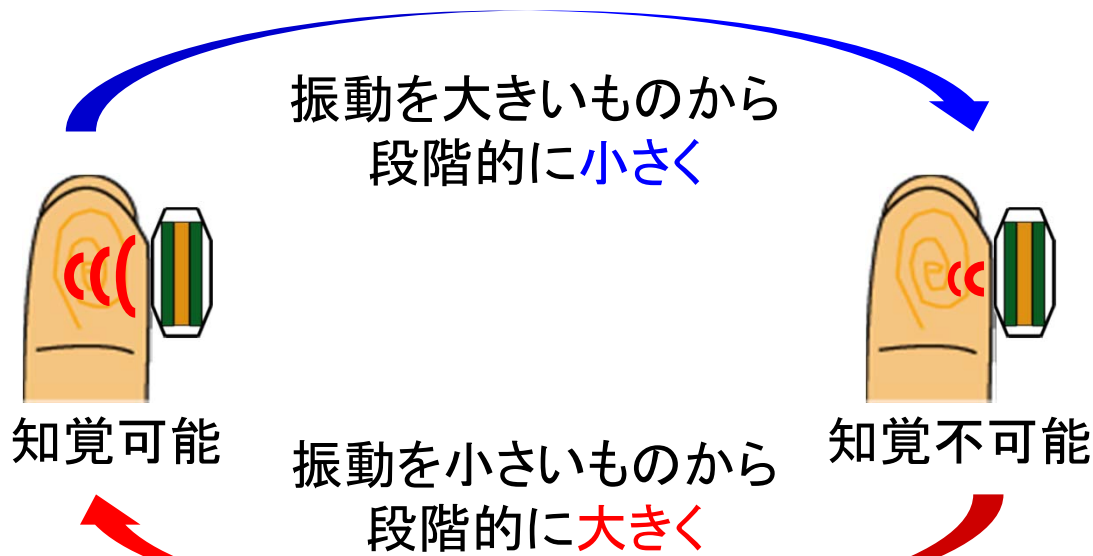 振動を大きいものから
段階的に小さく
知覚可能
知覚不可能
振動を小さいものから
段階的に大きく